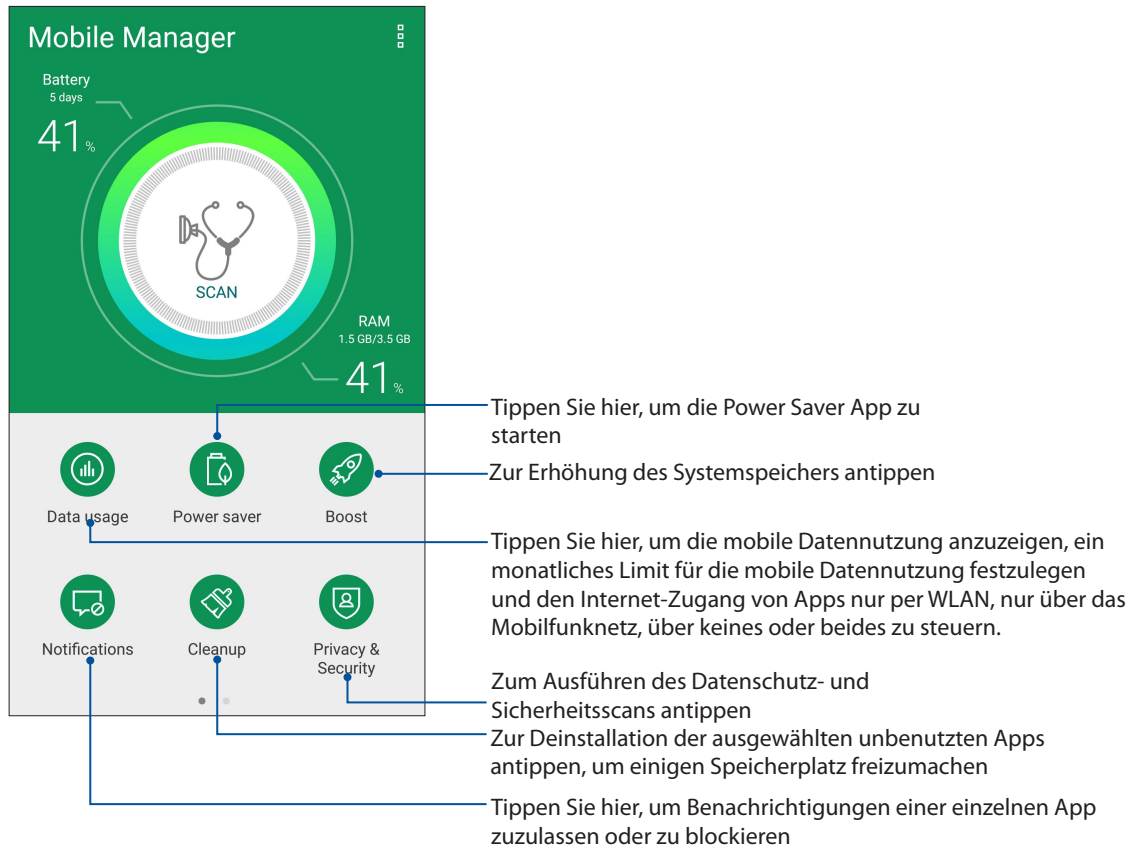 Mobile Manager
Battery
5 days
41%
SCAN
RAM
1.5 GB/3.5 GB
41%
Data usage
Power saver
Boost
Notifications
Cleanup
Privacy &
Security
Tippen Sie hier, um die Power Saver App zu
starten
Zur Erhöhung des Systemspeichers antippen
Tippen Sie hier, um die mobile Datennutzung anzuzeigen, ein
monatliches Limit für die mobile Datennutzung festzulegen
und den Internet-Zugang von Apps nur per WLAN, nur über das
Mobilfunknetz, über keines oder beides zu steuern.
Zum Ausführen des Datenschutz- und
Sicherheitsscans antippen
Zur Deinstallation der ausgewählten unbenutzten Apps
antippen, um einigen Speicherplatz freizumachen
Tippen Sie hier, um Benachrichtigungen einer einzelnen App
zuzulassen oder zu blockieren